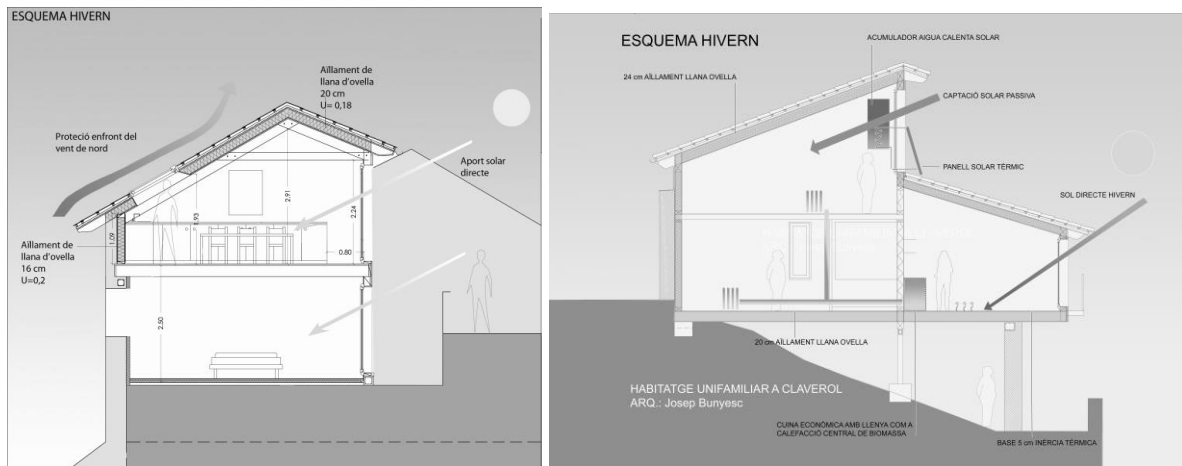 ESQUEMA HIVERN
Aïllament de
llana d'ovella
20 cm
U= 0,18
Proteció enfront del
vent de nord
Aport solar
directe
2.91
1.93
2.24
1.09
0.80
Aïllament de
llana d'ovella
16 cm
U=0,2
2.50
ESQUEMA HIVERN
ACUMULADOR AIGUA CALENTA SOLAR
24 cm AÏLLAMENT LLANA OVELLA
CAPTACIÓ SOLAR PASSIVA
PANELL SOLAR TÈRMIC
SOL DIRECTE HIVERN
20 cm AÏLLAMENT LLANA OVELLA
HABITATGE UNIFAMILIAR A CLAVEROL
ARQ.: Josep Bunyesc
CUINA ECONÒMICA AMB LLENYA COM A
CALEFACCIÓ CENTRAL DE BIOMASSA
BASE 5 cm INÈRCIA TÈRMICA